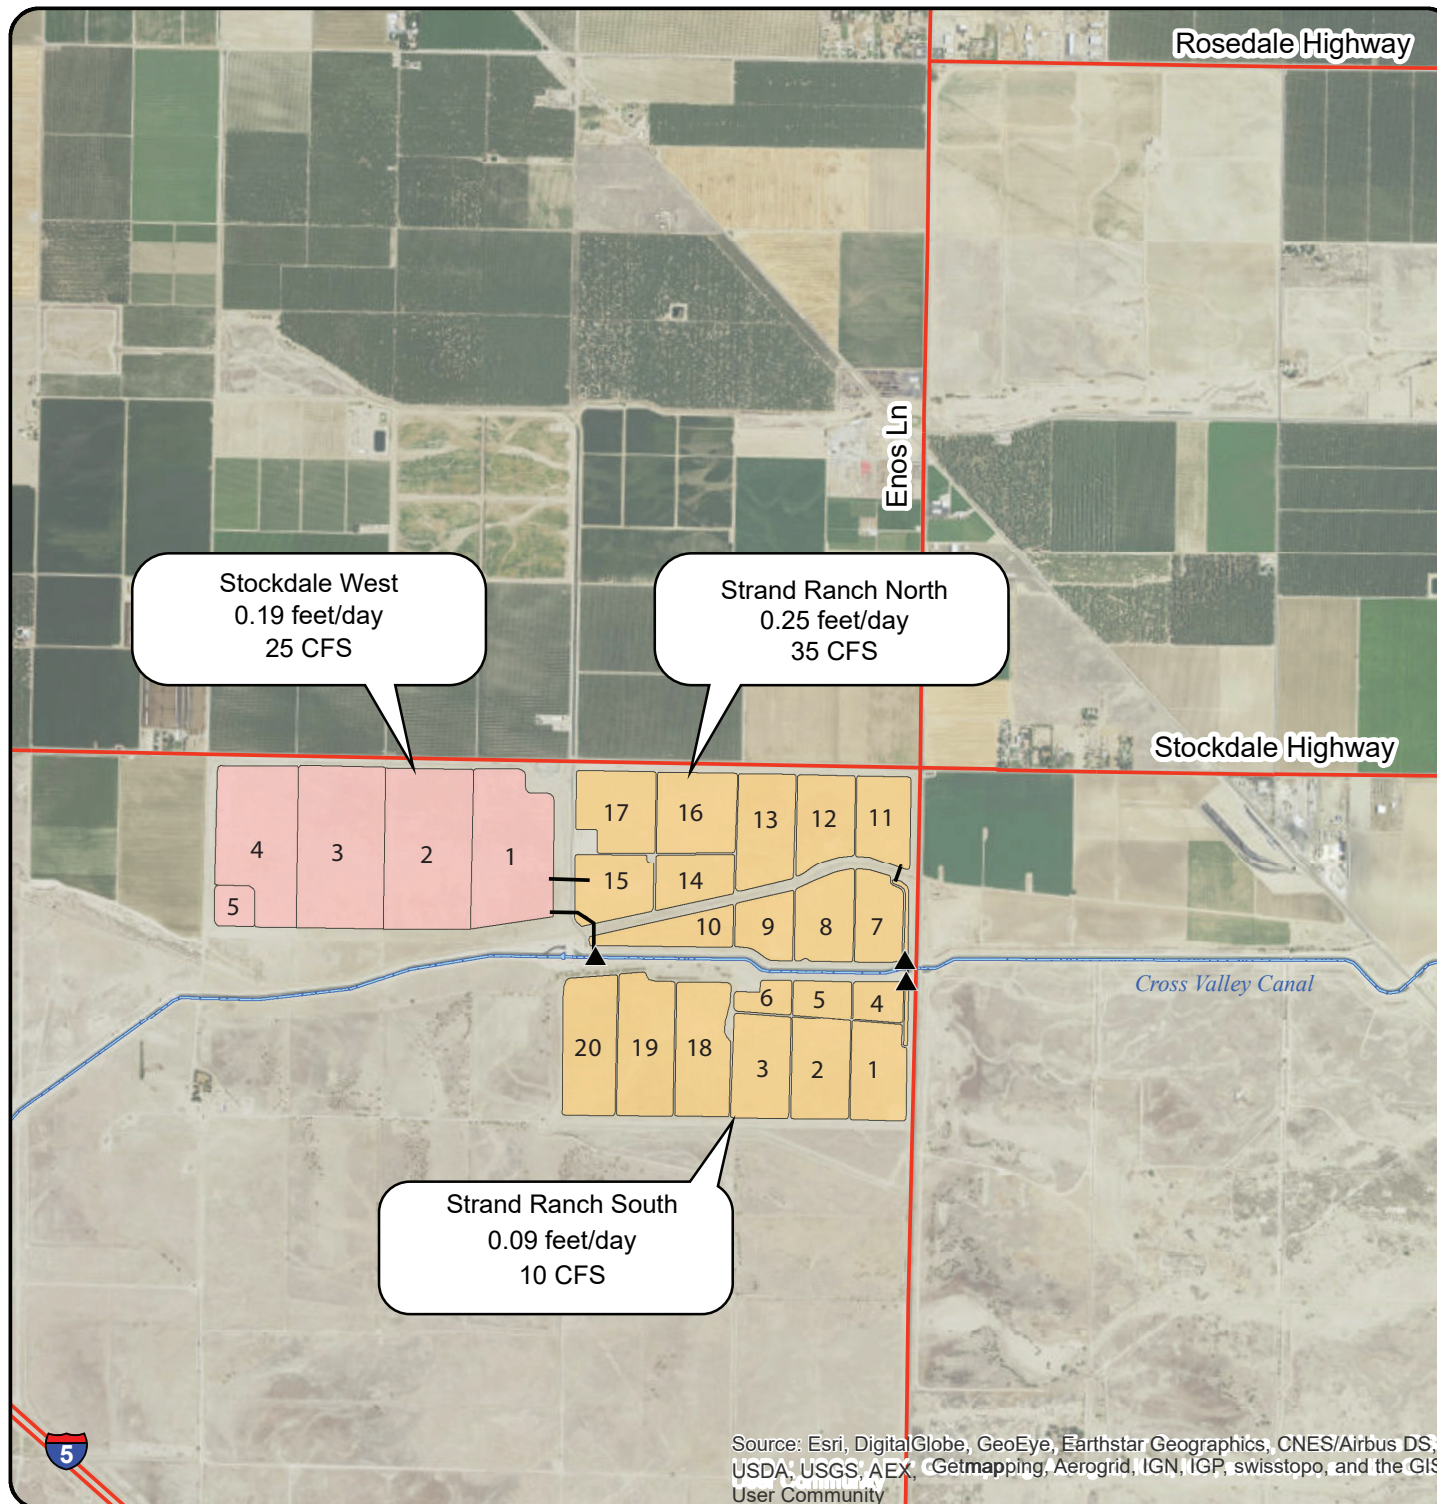 Rosedale Highway
Enos Ln
Stockdale West
0.19 feet/day
25 CFS
Strand Ranch North
0.25 feet/day
35 CFS
Stockdale Highway
17
16
13
12
11
4
3
2
1
15
14
5
10
9
8
7
Cross Valley Canal
6
5
4
20
19
18
3
2
1
Strand Ranch South
0.09 feet/day
10 CFS
5
Source: Esri, DigitalGlobe, GeoEye, Earthstar Geographics, CNES/Airbus DS,
USDA, USGS, AEX, Getmapping, Aerogrid, IGN, IGP, swisstopo, and the GIS
User Community